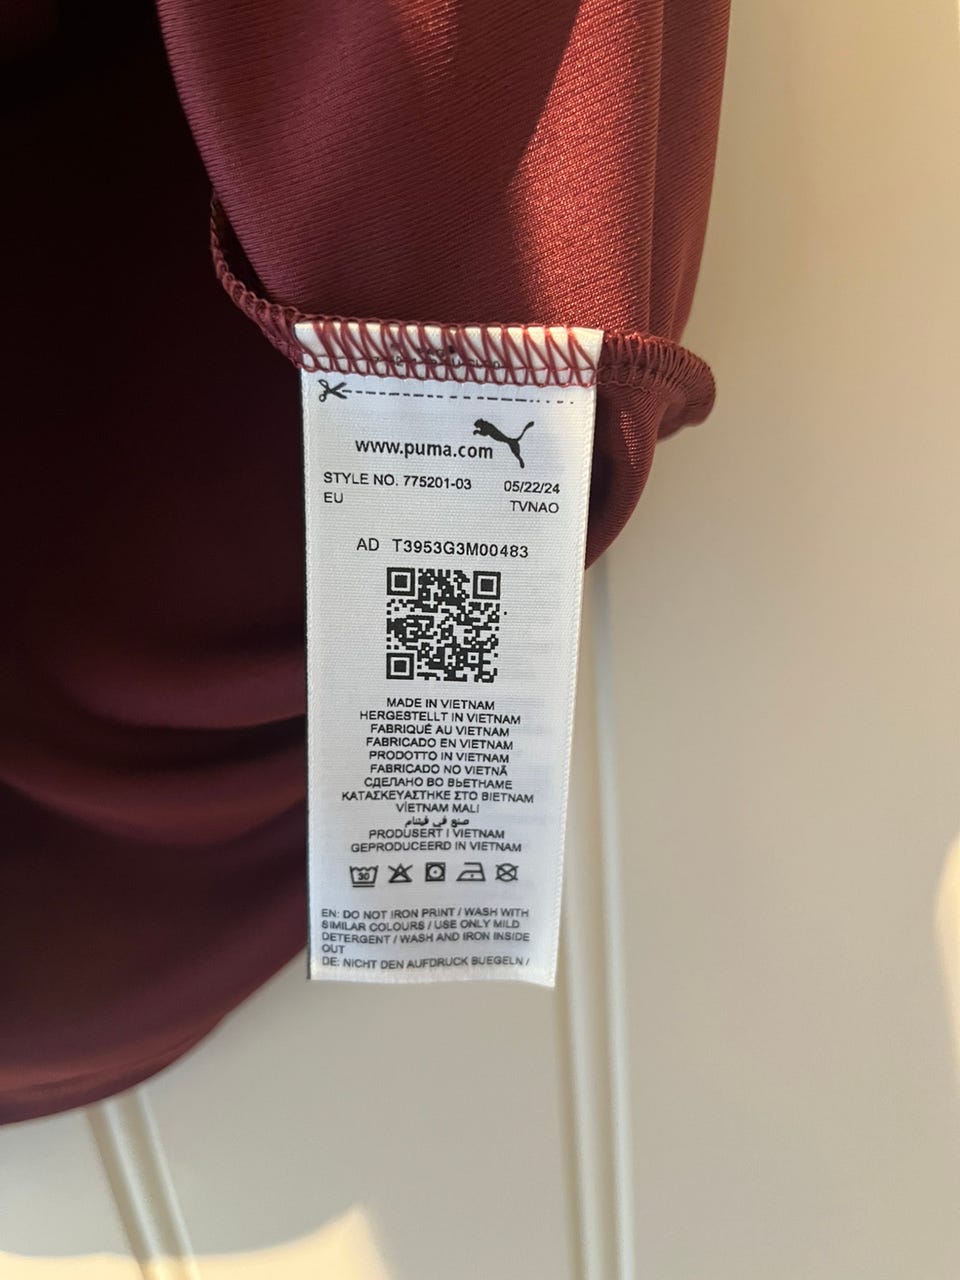 www.puma.com
STYLE NO. 775201-03 05/22/24
EU TVNAO
AD T3953G3M00483
MADE IN VIETNAM
HERGESTELLT IN VIETNAM
FABRIQUÉ AU VIETNAM
FABRICADO EN VIETNAM
PRODOTTO IN VIETNAM
FABRICADO NO VIETNÃ
СДЕЛАНО ВО ВЬЕТНАМЕ
ΚΑΤΑΣΚΕΥΑΣΤΗΚΕ ΣΤΟ ΒΙΕΤΝΑΜ
VİETNAM MALI
صنع في فيتنام
PRODUSERT I VIETNAM
GEPRODUCEERD IN VIETNAM
30
EN: DO NOT IRON PRINT / WASH WITH
SIMILAR COLOURS / USE ONLY MILD
DETERGENT / WASH AND IRON INSIDE
OUT
DE: NICHT DEN AUFDRUCK BUEGELN /